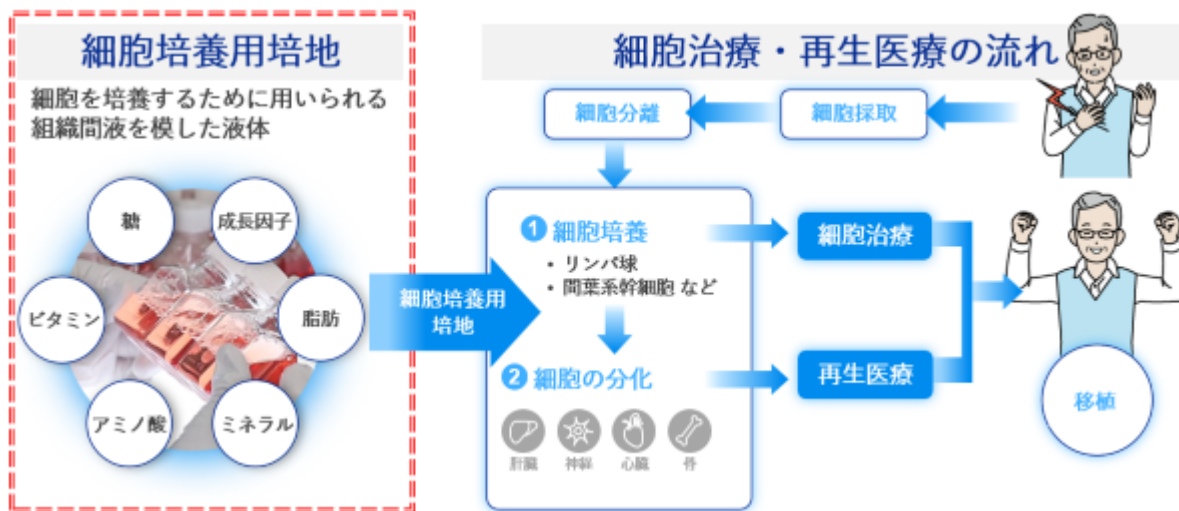 細胞培養用培地
細胞を培養するために用いられる
組織間液を模した液体
糖
成長因子
ビタミン
脂肪
アミノ酸
ミネラル
細胞培養用
培地
細胞治療・再生医療の流れ
細胞採取
細胞分離
1 細胞培養
・ リンパ球
・ 間葉系幹細胞 など
2 細胞の分化
肝臓
神経
心臓
骨
細胞治療
再生医療
移植